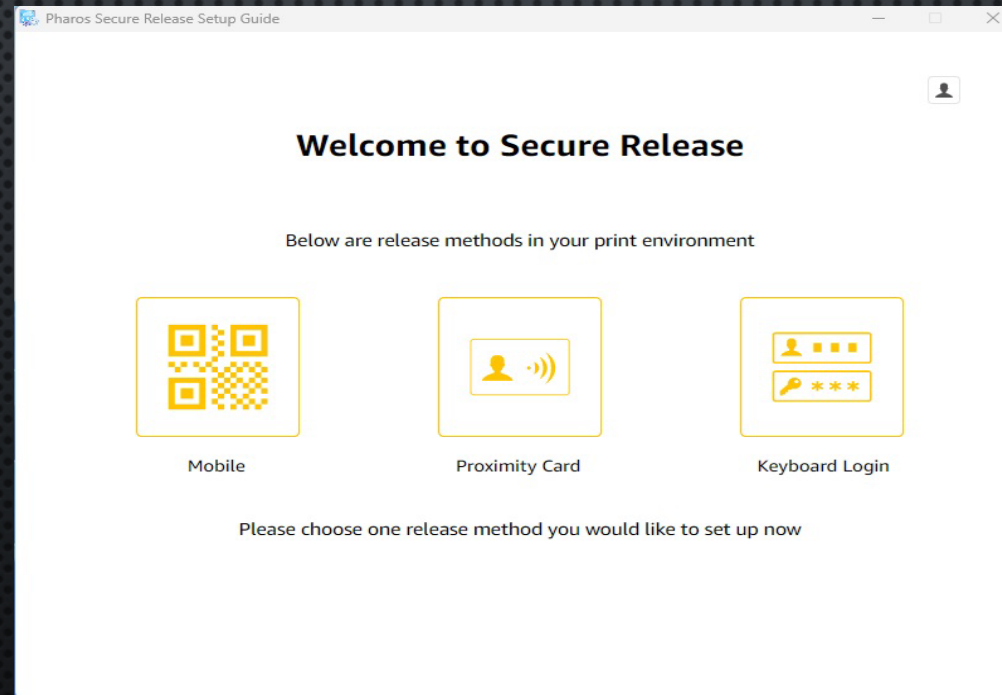 Pharos Secure Release Setup Guide
Welcome to Secure Release
Below are release methods in your print environment
Mobile
Proximity Card
Keyboard Login
Please choose one release method you would like to set up now